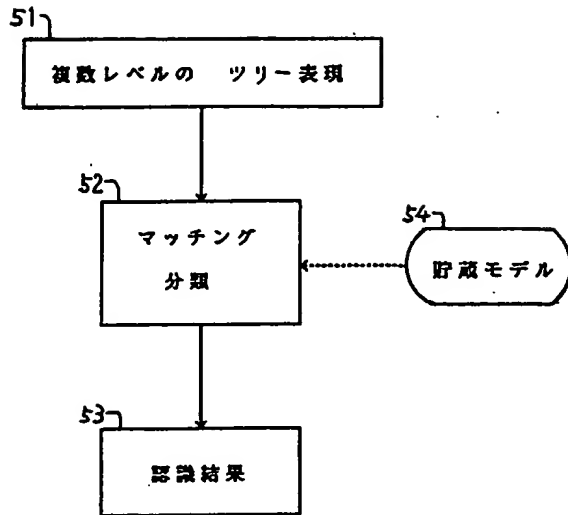 51
複数レベルの ツリー表現
52
マッチング
分類
54
貯蔵モデル
53
認識結果